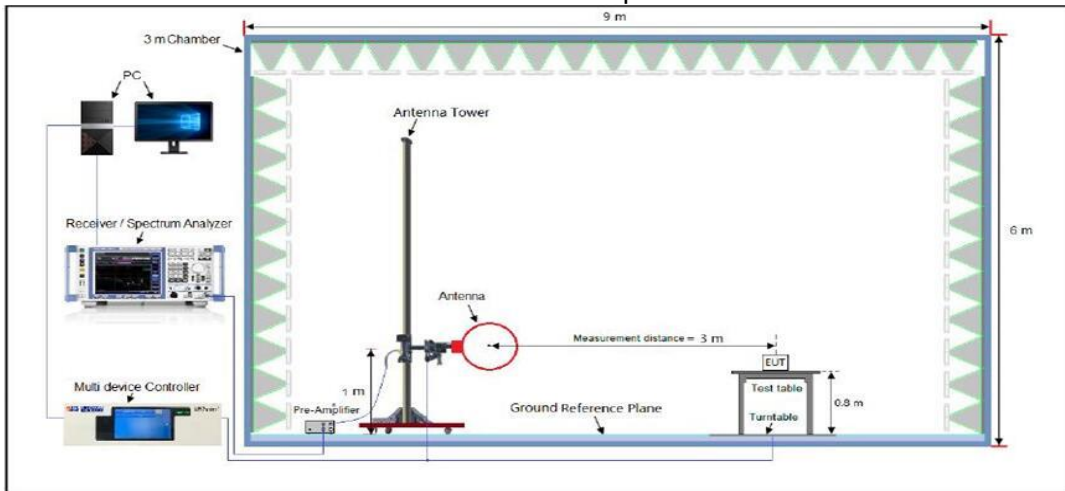 9 m
3 m Chamber
PC
Antenna Tower
Receiver / Spectrum Analyzer
6 m
Antenna
Measurement distance = 3 m
EUT
Multi device Controller
1 m
Test table
0.8 m
Pre-Amplifier
Ground Reference Plane
Turntable